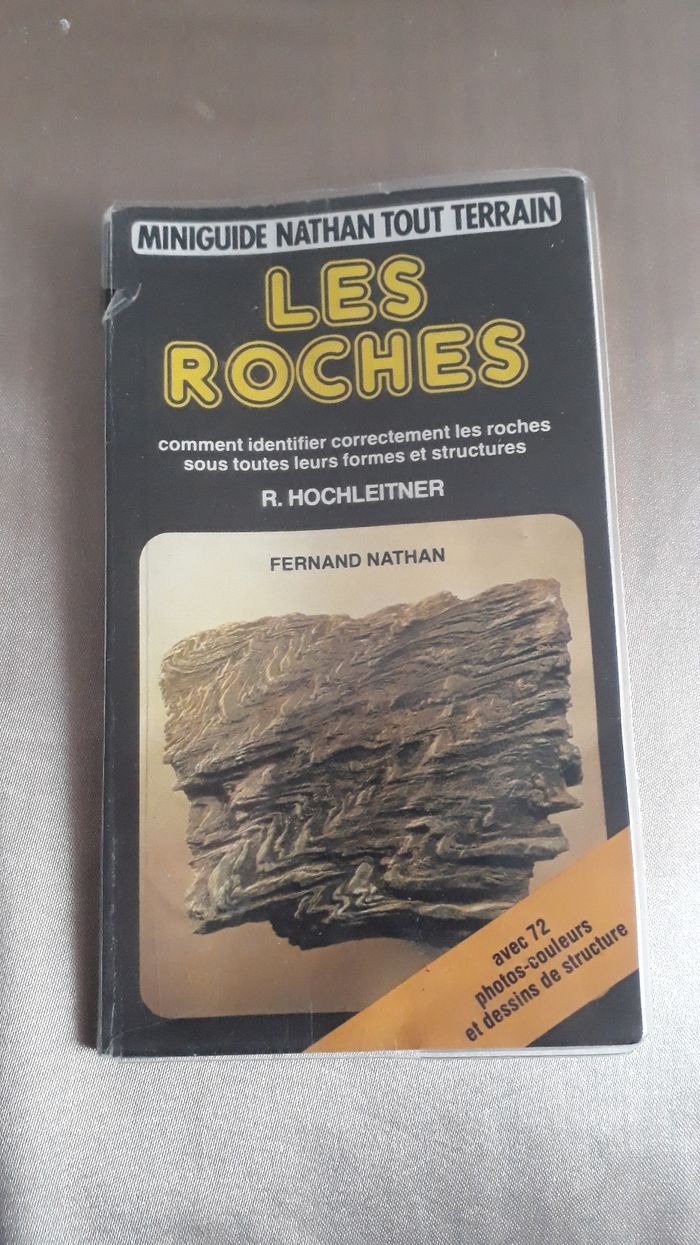 MINIGUIDE NATHAN TOUT TERRAIN
LES
ROCHES
comment identifier correctement les roches
sous toutes leurs formes et structures
R. HOCHLEITNER
FERNAND NATHAN
avec 72
photos-couleurs
et dessins de structure